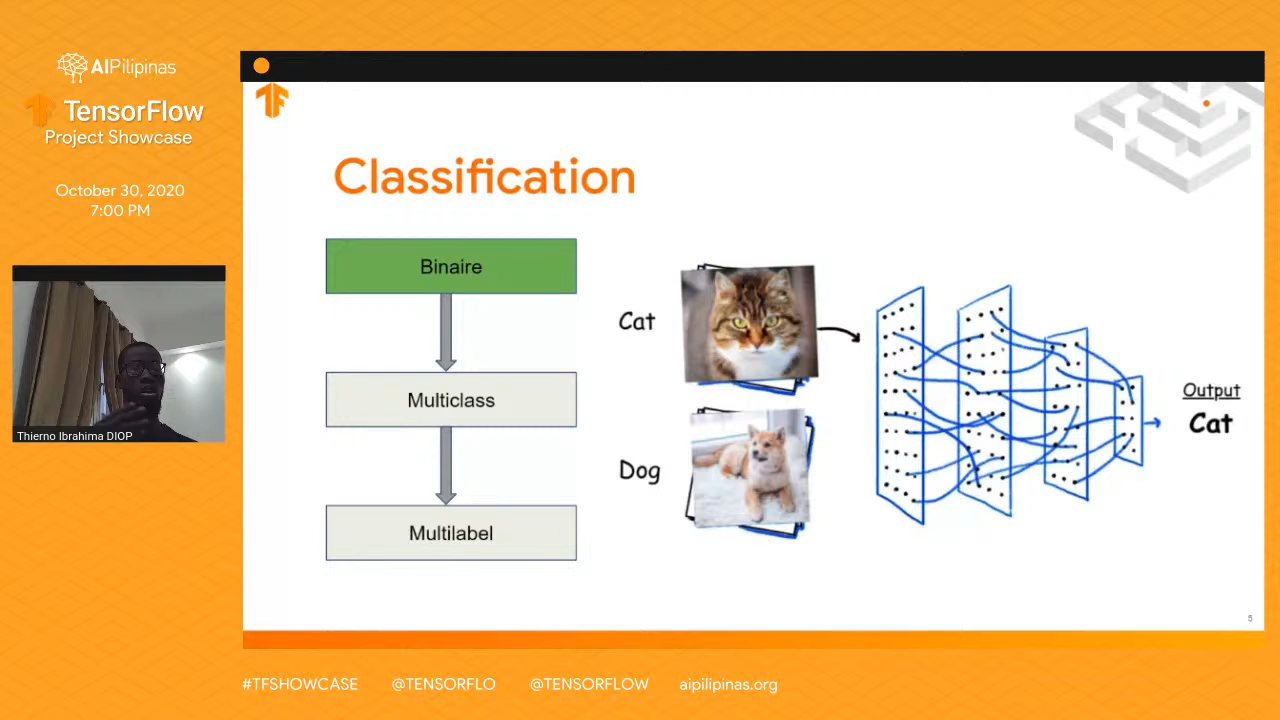 AIPilipinas
TensorFlow
Project Showcase
October 30, 2020
7:00 PM
Thierno Ibrahima DIOP
Classification
Binaire
Multiclass
Multilabel
Cat
Dog
Output
Cat
5
#TFSHOWCASE @TENSORFLO @TENSORFLOW aipilipinas.org